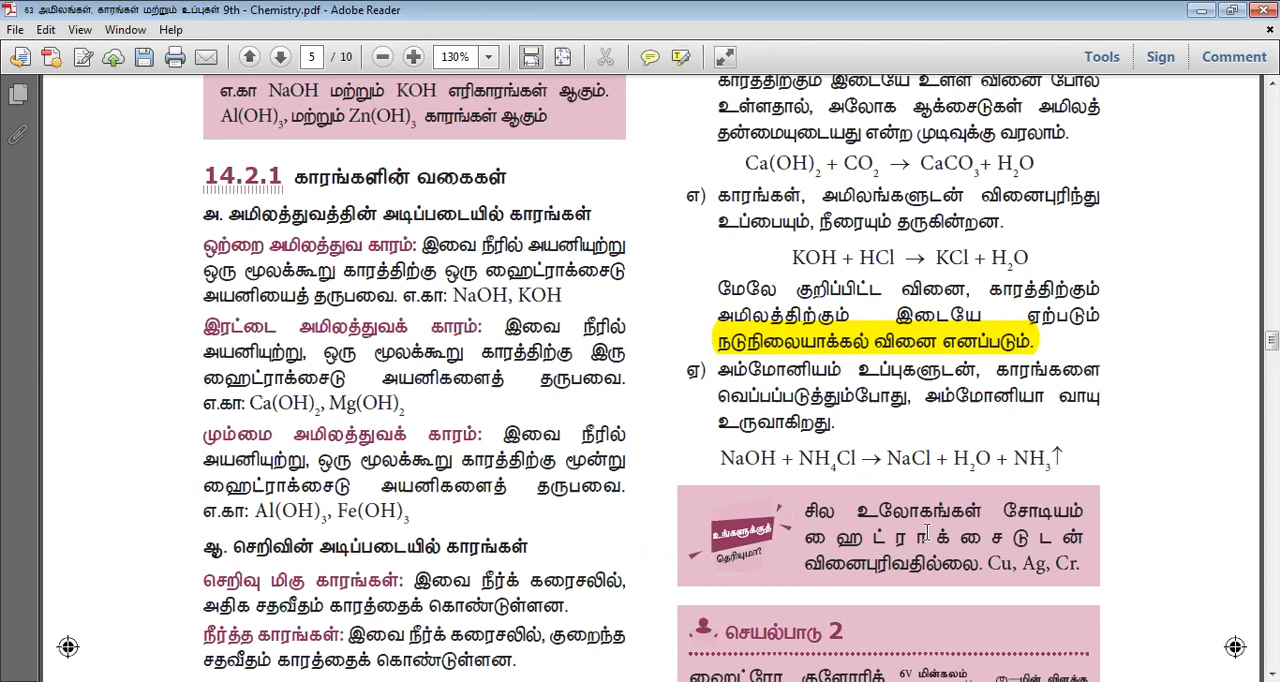 63 அமிலங்கள், காரங்கள் மற்றும் உப்புகள் 9th - Chemistry.pdf - Adobe Reader
File Edit View Window Help
5 / 10 130% Tools Sign Comment
எ.கா NaOH மற்றும் KOH எரிகாரங்கள் ஆகும்.
Al(OH)₃, மற்றும் Zn(OH)₃ காரங்கள் ஆகும்
14.2.1 காரங்களின் வகைகள்
அ. அமிலத்துவத்தின் அடிப்படையில் காரங்கள்
ஒற்றை அமிலத்துவ காரம்: இவை நீரில் அயனியுற்று
ஒரு மூலக்கூறு காரத்திற்கு ஒரு ஹைட்ராக்சைடு
அயனியைத் தருபவை. எ.கா: NaOH, KOH
இரட்டை அமிலத்துவக் காரம்: இவை நீரில்
அயனியுற்று, ஒரு மூலக்கூறு காரத்திற்கு இரு
ஹைட்ராக்சைடு அயனிகளைத் தருபவை.
எ.கா: Ca(OH)₂, Mg(OH)₂
மும்மை அமிலத்துவக் காரம்: இவை நீரில்
அயனியுற்று, ஒரு மூலக்கூறு காரத்திற்கு மூன்று
ஹைட்ராக்சைடு அயனிகளைத் தருபவை.
எ.கா: Al(OH)₃, Fe(OH)₃
ஆ. செறிவின் அடிப்படையில் காரங்கள்
செறிவு மிகு காரங்கள்: இவை நீர்க் கரைசலில்,
அதிக சதவீதம் காரத்தைக் கொண்டுள்ளன.
நீர்த்த காரங்கள்: இவை நீர்க் கரைசலில், குறைந்த
சதவீதம் காரத்தைக் கொண்டுள்ளன.
காரத்திற்கும் இடையே உள்ள வினை போல
உள்ளதால், அலோக ஆக்சைடுகள் அமிலத்
தன்மையுடையது என்ற முடிவுக்கு வரலாம்.
Ca(OH)₂ + CO₂ → CaCO₃ + H₂O
எ) காரங்கள், அமிலங்களுடன் வினைபுரிந்து
உப்பையும், நீரையும் தருகின்றன.
KOH + HCl → KCl + H₂O
மேலே குறிப்பிட்ட வினை, காரத்திற்கும்
அமிலத்திற்கும் இடையே ஏற்படும்
நடுநிலையாக்கல் வினை எனப்படும்.
ஏ) அம்மோனியம் உப்புகளுடன், காரங்களை
வெப்பப்படுத்தும்போது, அம்மோனியா வாயு
உருவாகிறது.
NaOH + NH₄Cl → NaCl + H₂O + NH₃↑
உங்களுக்குத்
தெரியுமா?
சில உலோகங்கள் சோடியம்
ஹைட்ராக்சைடுடன்
வினைபுரிவதில்லை. Cu, Ag, Cr.
செயல்பாடு 2
ஹைட்ரோ குளோரிக் 6V மின்கலம் மின் விளக்கு